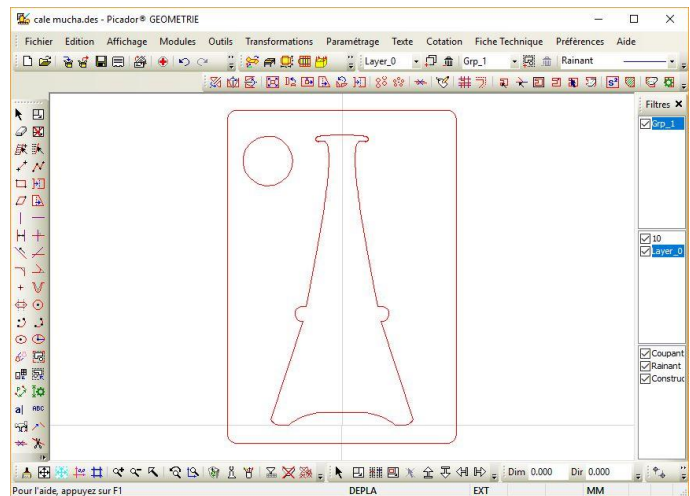 cale mucha.des - Picador® GEOMETRIE
Fichier Edition Affichage Modules Outils Transformations Paramétrage Texte Cotation Fiche Technique Préférences Aide
Layer_0 Grp_1 Rainant
Filtres
Grp_1
10
Layer_0
Coupant
Rainant
Construc
a| ABC
Dim 0.000 Dir 0.000
Pour l'aide, appuyez sur F1 DEPLA EXT MM